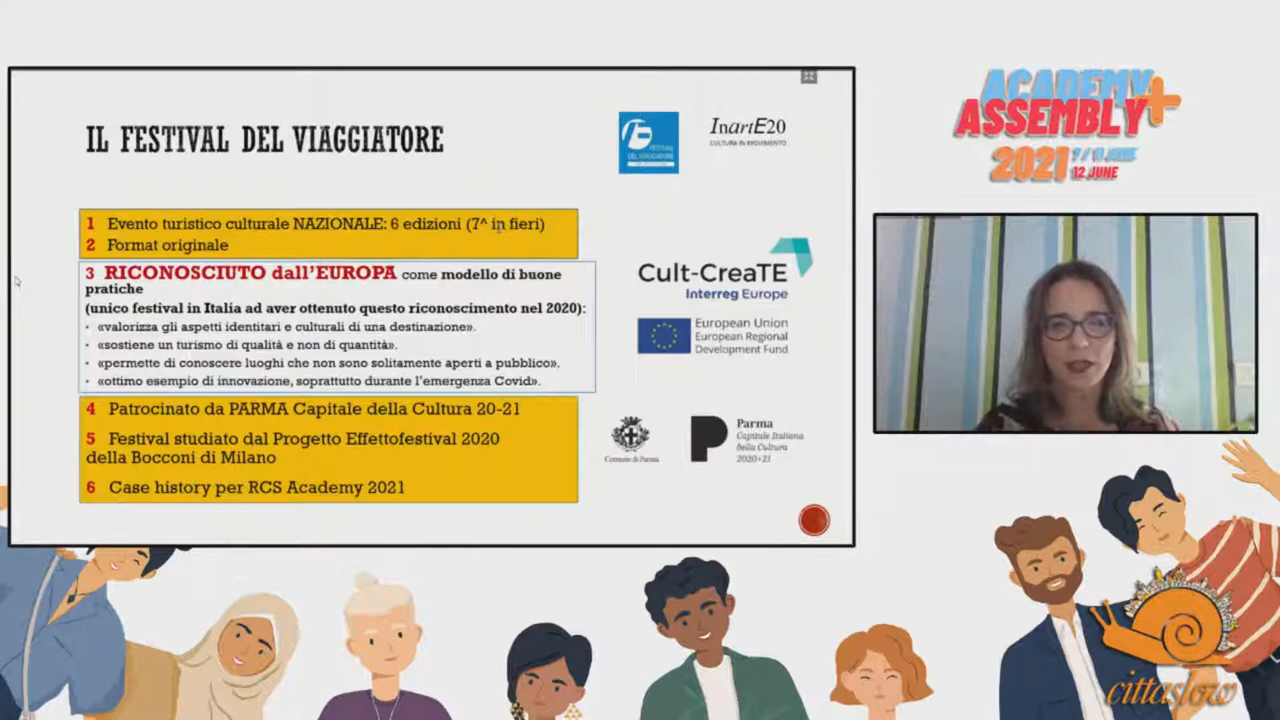 IL FESTIVAL DEL VIAGGIATORE
InartE20
CULTURA IN MOVIMENTO
FESTIVAL
DEL VIAGGIATORE
1 Evento turistico culturale NAZIONALE: 6 edizioni (7^ in fieri)
2 Format originale
3 RICONOSCIUTO dall'EUROPA come modello di buone
pratiche
(unico festival in Italia ad aver ottenuto questo riconoscimento nel 2020):
• «valorizza gli aspetti identitari e culturali di una destinazione».
• «sostiene un turismo di qualità e non di quantità».
• «permette di conoscere luoghi che non sono solitamente aperti a pubblico».
• «ottimo esempio di innovazione, soprattutto durante l'emergenza Covid».
4 Patrocinato da PARMA Capitale della Cultura 20-21
5 Festival studiato dal Progetto Effettofestival 2020
della Bocconi di Milano
6 Case history per RCS Academy 2021
Cult-CreaTE
Interreg Europe
European Union
European Regional
Development Fund
Comune di Parma
Parma
Capitale Italiana
della Cultura
2020+21
ACADEMY+
ASSEMBLY
2021
12 JUNE
cittaslow